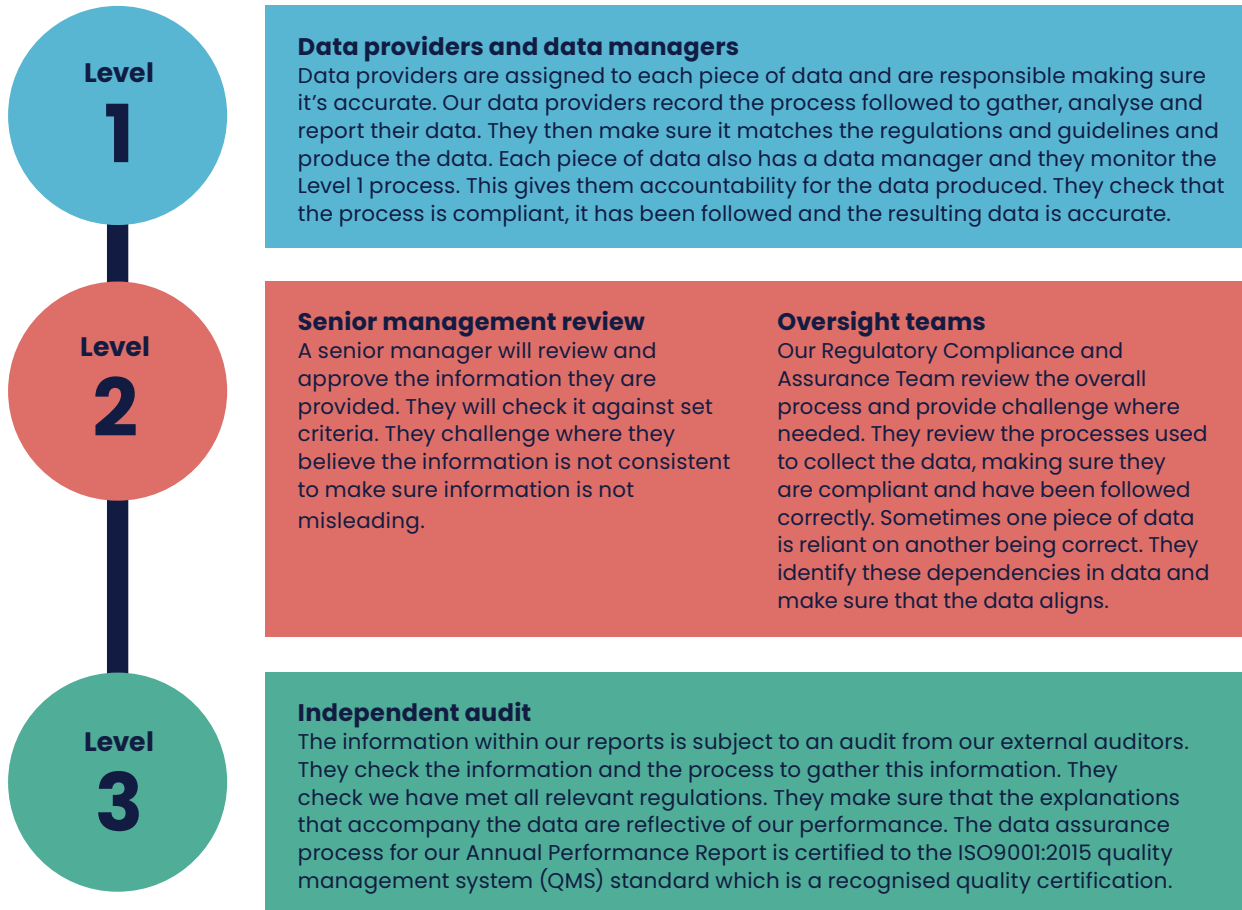 Level
1
Data providers and data managers
Data providers are assigned to each piece of data and are responsible making sure
it's accurate. Our data providers record the process followed to gather, analyse and
report their data. They then make sure it matches the regulations and guidelines and
produce the data. Each piece of data also has a data manager and they monitor the
Level 1 process. This gives them accountability for the data produced. They check that
the process is compliant, it has been followed and the resulting data is accurate.
Level
2
Senior management review
A senior manager will review and
approve the information they are
provided. They will check it against set
criteria. They challenge where they
believe the information is not consistent
to make sure information is not
misleading.
Oversight teams
Our Regulatory Compliance and
Assurance Team review the overall
process and provide challenge where
needed. They review the processes used
to collect the data, making sure they
are compliant and have been followed
correctly. Sometimes one piece of data
is reliant on another being correct. They
identify these dependencies in data and
make sure that the data aligns.
Level
3
Independent audit
The information within our reports is subject to an audit from our external auditors.
They check the information and the process to gather this information. They
check we have met all relevant regulations. They make sure that the explanations
that accompany the data are reflective of our performance. The data assurance
process for our Annual Performance Report is certified to the ISO9001:2015 quality
management system (QMS) standard which is a recognised quality certification.